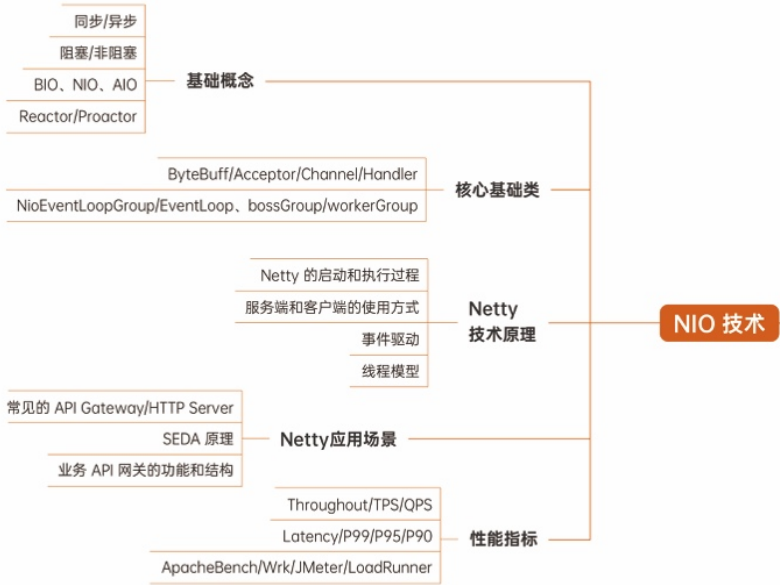 同步/异步
阻塞/非阻塞
BIO、NIO、AIO
Reactor/Proactor
基础概念
ByteBuff/Acceptor/Channel/Handler
NioEventLoopGroup/EventLoop、bossGroup/workerGroup
核心基础类
Netty 的启动和执行过程
服务端和客户端的使用方式
事件驱动
线程模型
Netty
技术原理
NIO 技术
常见的 API Gateway/HTTP Server
SEDA 原理
业务 API 网关的功能和结构
Netty应用场景
Throughout/TPS/QPS
Latency/P99/P95/P90
ApacheBench/Wrk/JMeter/LoadRunner
性能指标